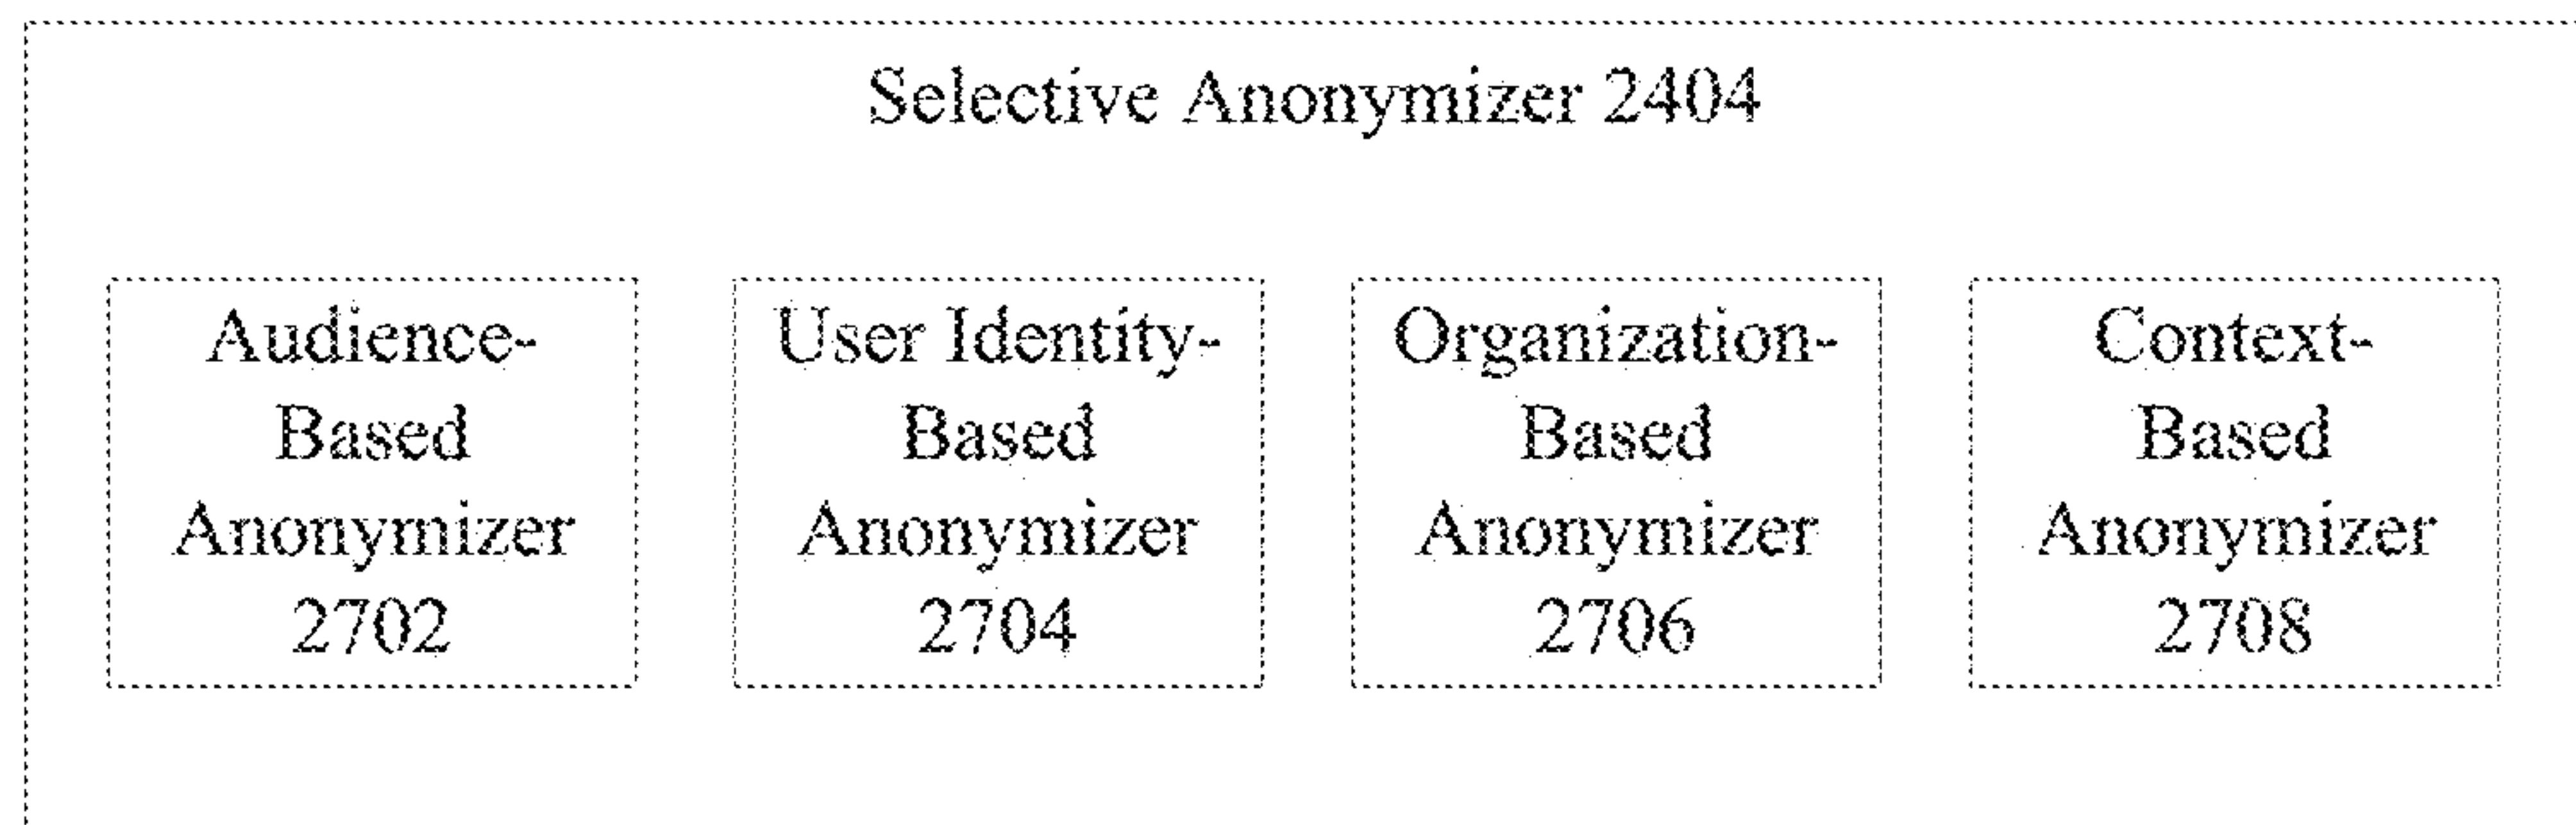 Selective Anonymizer 2404
Audience-
Based
Anonymizer
2702
User Identity-
Based
Anonymizer
2704
Organization-
Based
Anonymizer
2706
Context-
Based
Anonymizer
2708